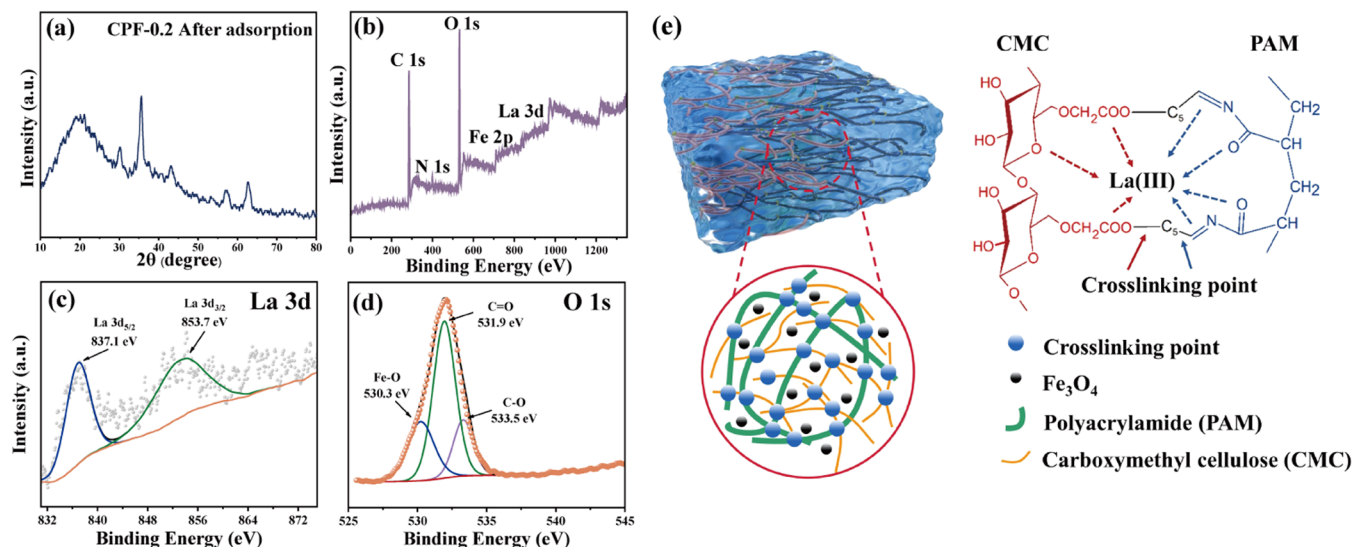 (a)
CPF-0.2 After adsorption
Intensity (a.u.)
10 20 30 40 50 60 70 80
2θ (degree)
(b)
O 1s
C 1s
La 3d
Fe 2p
N 1s
Intensity (a.u.)
0 200 400 600 800 1000 1200
Binding Energy (eV)
(c)
La 3d
La 3d5/2
837.1 eV
La 3d3/2
853.7 eV
Intensity (a.u.)
832 840 848 856 864 872
Binding Energy (eV)
(d)
O 1s
C=O
531.9 eV
Fe-O
530.3 eV
C-O
533.5 eV
Intensity (a.u.)
525 530 535 540 545
Binding Energy (eV)
(e)
CMC
PAM
HO
HO
O
O
OCH2COO
C5
N
O
CH2
H
La(III)
CH2
O
HO
HO
O
OCH2COO
C5
N
O
H
O
Crosslinking point
Crosslinking point
Fe3O4
Polyacrylamide (PAM)
Carboxymethyl cellulose (CMC)